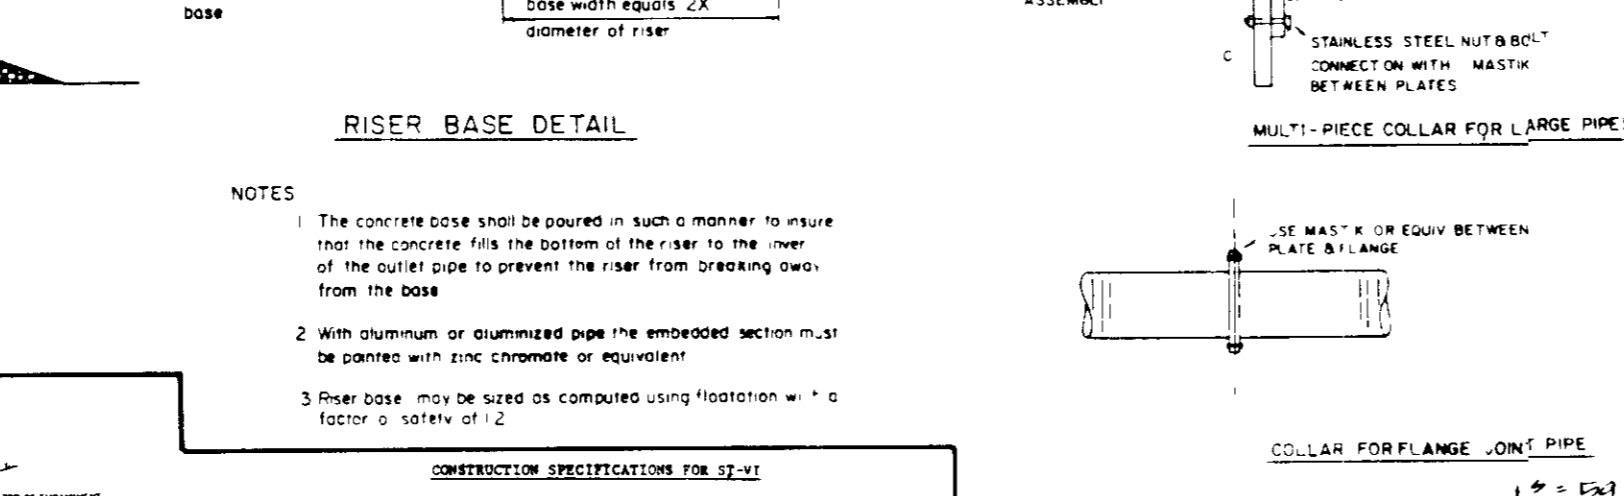 base
base width equals 2X
diameter of riser
RISER BASE DETAIL
NOTES
1 The concrete base shall be poured in such a manner to insure
that the concrete fills the bottom of the riser to the inver
of the outlet pipe to prevent the riser from breaking away
from the base
2 With aluminum or aluminized pipe the embedded section must
be painted with zinc chromate or equivalent
3 Riser base may be sized as computed using floatation with a
factor o safety of 1 2
CONSTRUCTION SPECIFICATIONS FOR ST-VI
ASSEMBLY
C
STAINLESS STEEL NUT & BOLT
CONNECT ON WITH MASTIK
BETWEEN PLATES
MULTI-PIECE COLLAR FOR LARGE PIPE
USE MASTIK OR EQUIV BETWEEN
PLATE & FLANGE
COLLAR FOR FLANGE JOINT PIPE